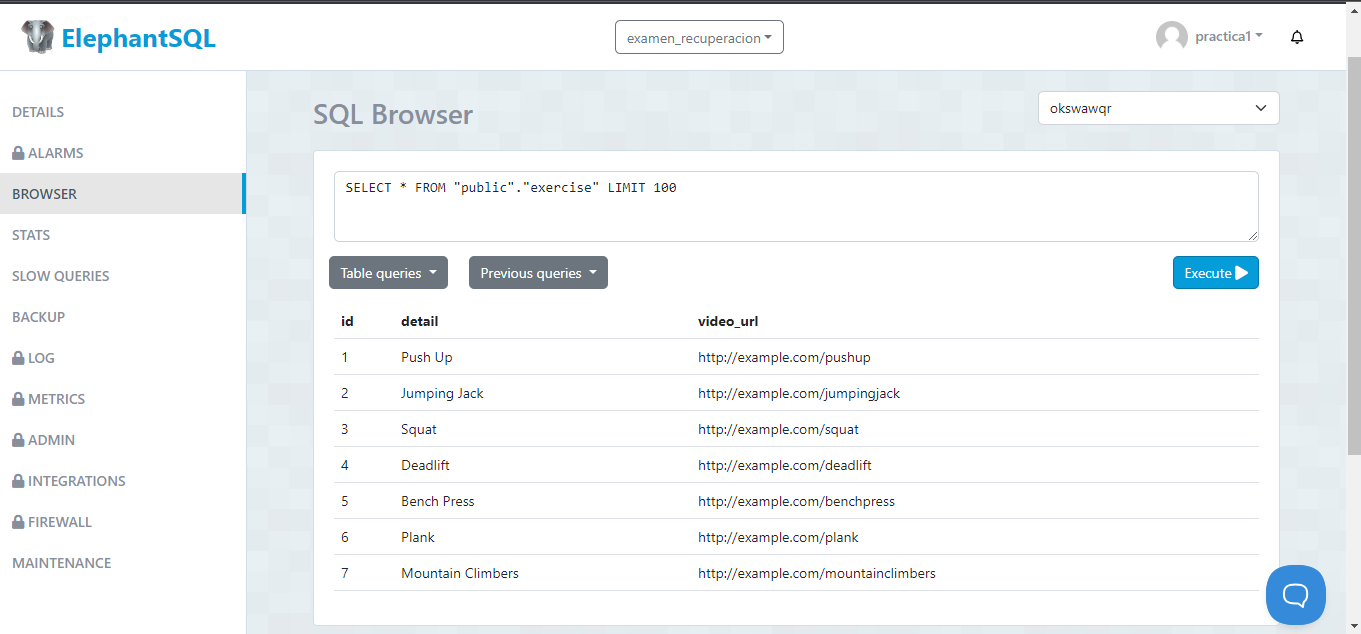 ElephantSQL
examen_recuperacion
practica1
DETAILS
ALARMS
BROWSER
STATS
SLOW QUERIES
BACKUP
LOG
METRICS
ADMIN
INTEGRATIONS
FIREWALL
MAINTENANCE
SQL Browser
okswawqr
SELECT * FROM "public"."exercise" LIMIT 100
Table queries
Previous queries
Execute
id detail video_url
1 Push Up http://example.com/pushup
2 Jumping Jack http://example.com/jumpingjack
3 Squat http://example.com/squat
4 Deadlift http://example.com/deadlift
5 Bench Press http://example.com/benchpress
6 Plank http://example.com/plank
7 Mountain Climbers http://example.com/mountainclimbers